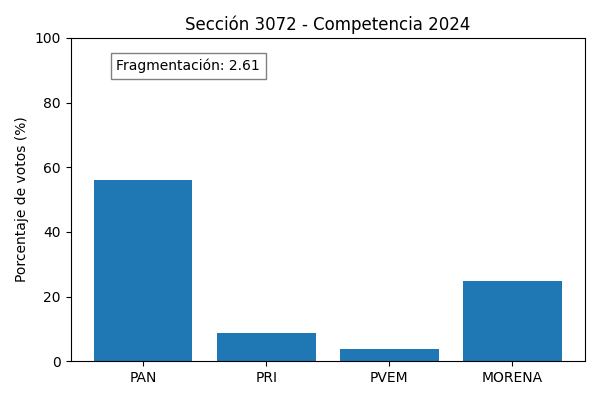 Sección 3072 - Competencia 2024
Fragmentación: 2.61
Porcentaje de votos (%)
100
80
60
40
20
0
PAN PRI PVEM MORENA